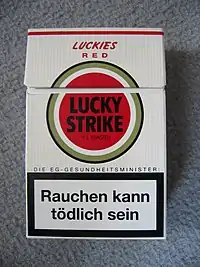 LUCKIES
RED
LUCKY
STRIKE
DIE EG-GESUNDHEITSMINISTER:
Rauchen kann
tödlich sein